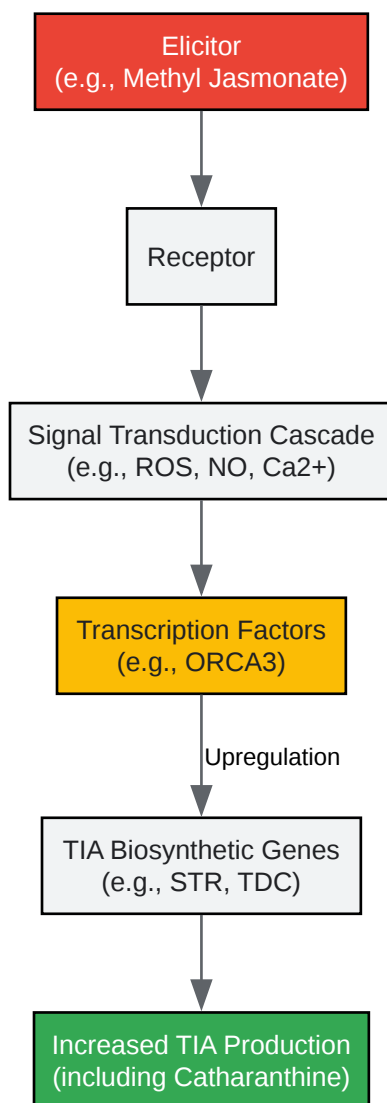 Elicitor
(e.g., Methyl Jasmonate)
Receptor
Signal Transduction Cascade
(e.g., ROS, NO, Ca2+)
Transcription Factors
(e.g., ORCA3)
Upregulation
TIA Biosynthetic Genes
(e.g., STR, TDC)
Increased TIA Production
(including Catharanthine)